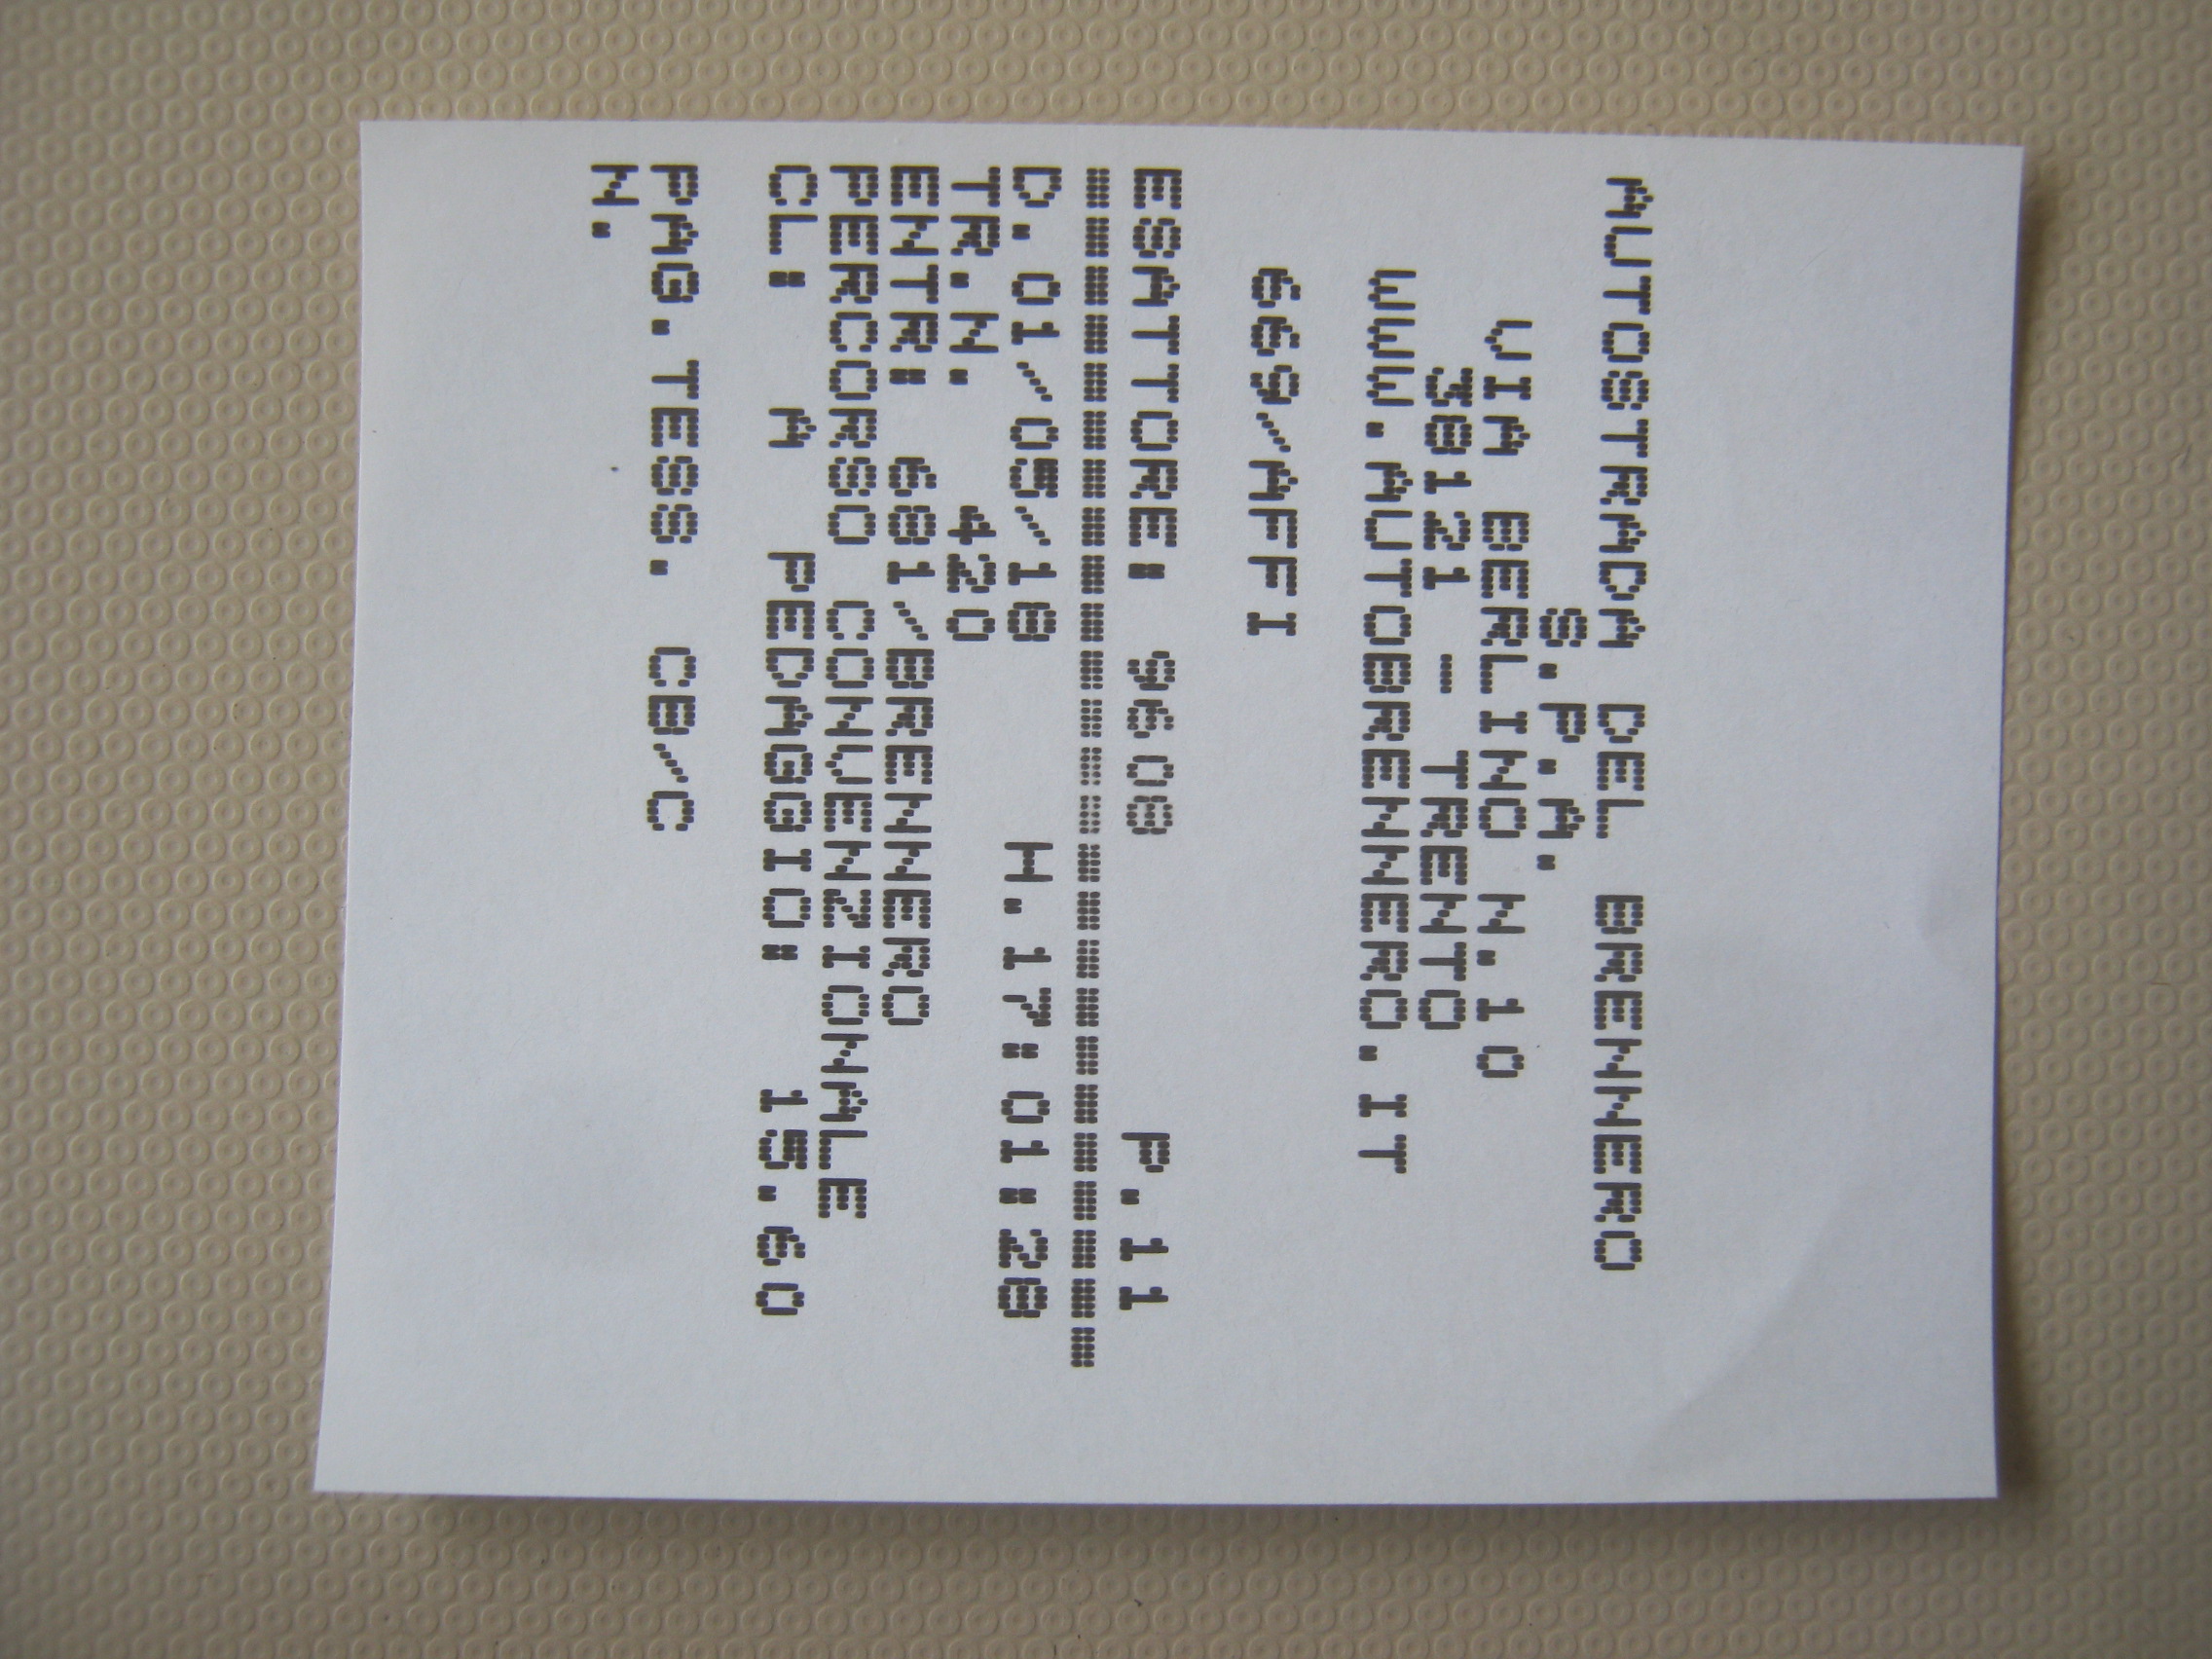 AUTOSTRADA DEL BRENNERO
S.P.A.
VIA BERLINO N.10
38121 - TRENTO
WWW.AUTOBRENNERO.IT
669/AFFI
ESATTORE: 9608 P.11
=========================
D.01/05/18 H.17:01:28
TR.N. 420
ENTR: 681/BRENNERO
PERCORSO CONVENZIONALE
CL: A PEDAGGIO: 15.60
PAG.TESS. CB/C
N.